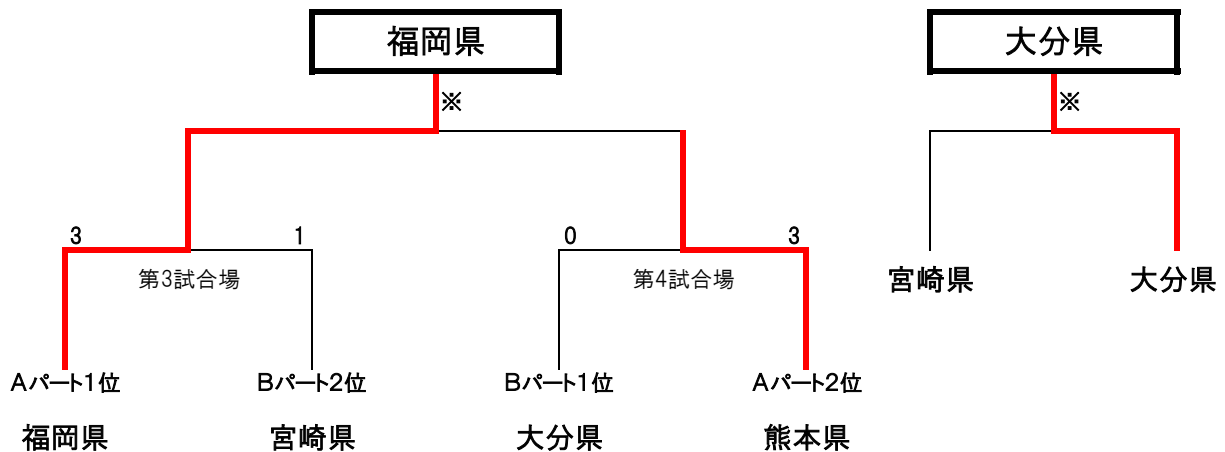 福岡県
大分県
※
※
3
1
0
3
第3試合場
第4試合場
宮崎県
大分県
Aパート1位
Bパート2位
Bパート1位
Aパート2位
福岡県
宮崎県
大分県
熊本県